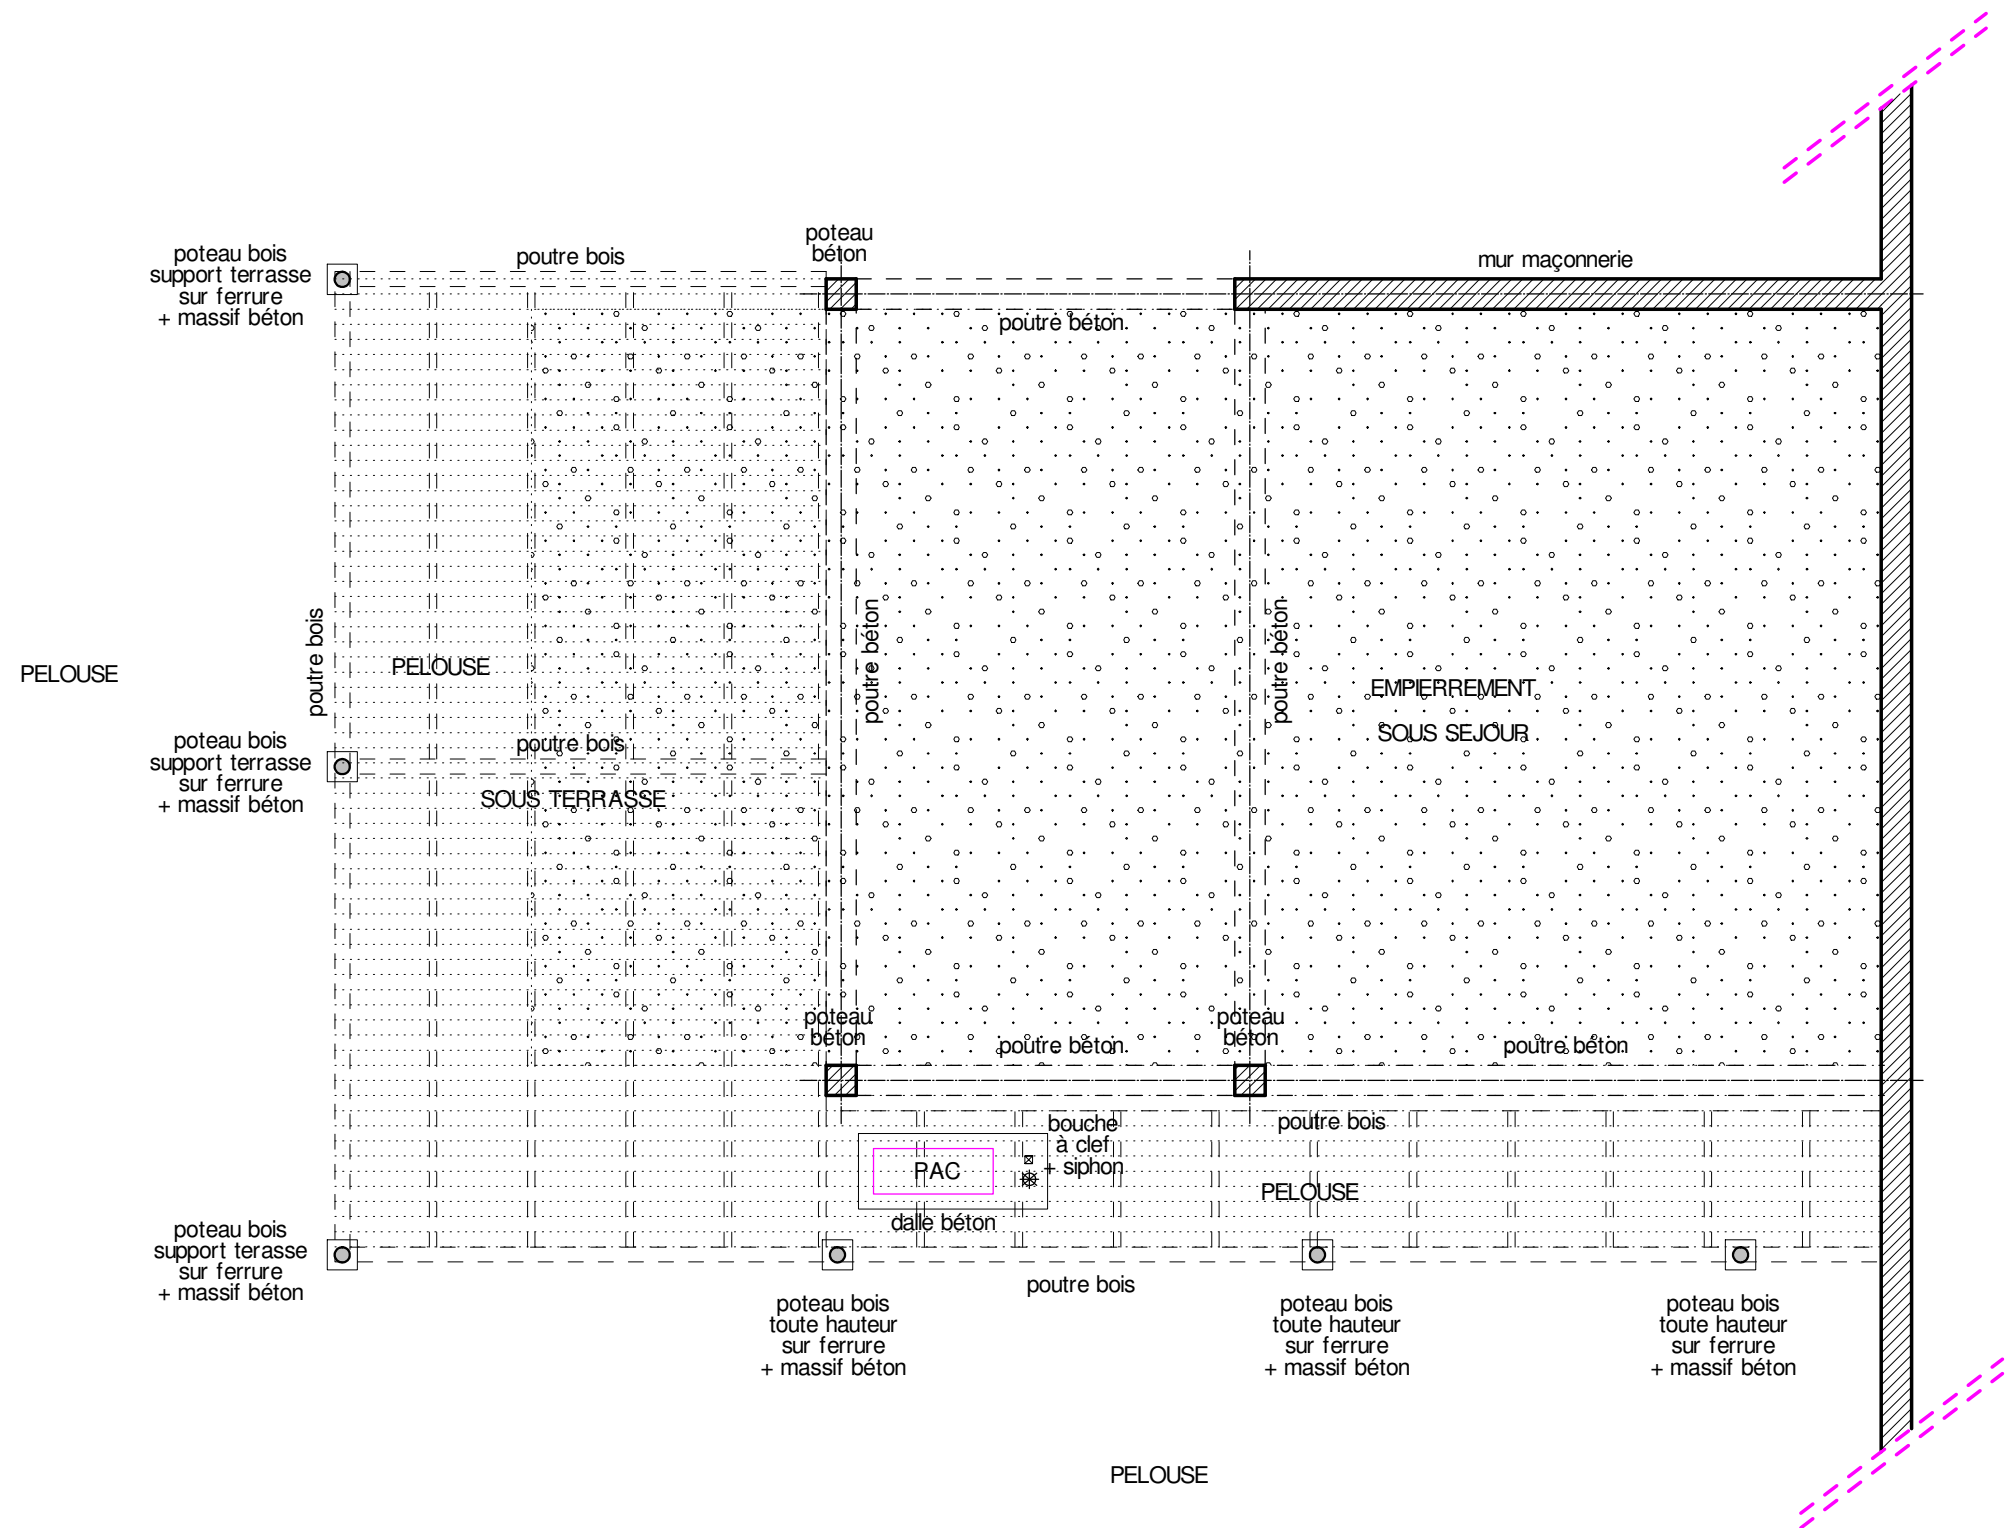 poteau
béton
poteau bois
support terrasse
sur ferrure
+ massif béton
poutre bois
mur maçonnerie
poutre béton
poutre bois
poutre béton
poutre béton
PELOUSE
PELOUSE
EMPIERREMENT
SOUS SEJOUR
poteau bois
support terrasse
sur ferrure
+ massif béton
poutre bois
SOUS TERRASSE
poteau
béton
poutre béton
poteau
béton
poutre béton
bouche
à clef
+ siphon
poutre bois
PAC
PELOUSE
dalle béton
poteau bois
support terasse
sur ferrure
+ massif béton
poutre bois
poteau bois
toute hauteur
sur ferrure
+ massif béton
poteau bois
toute hauteur
sur ferrure
+ massif béton
poteau bois
toute hauteur
sur ferrure
+ massif béton
PELOUSE